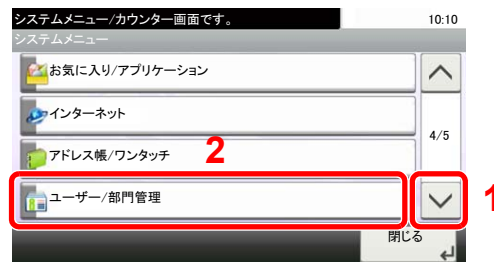 システムメニュー/カウンター画面です。 10:10
システムメニュー
お気に入り/アプリケーション
インターネット
4/5
アドレス帳/ワンタッチ 2
ユーザー/部門管理 1
閉じる